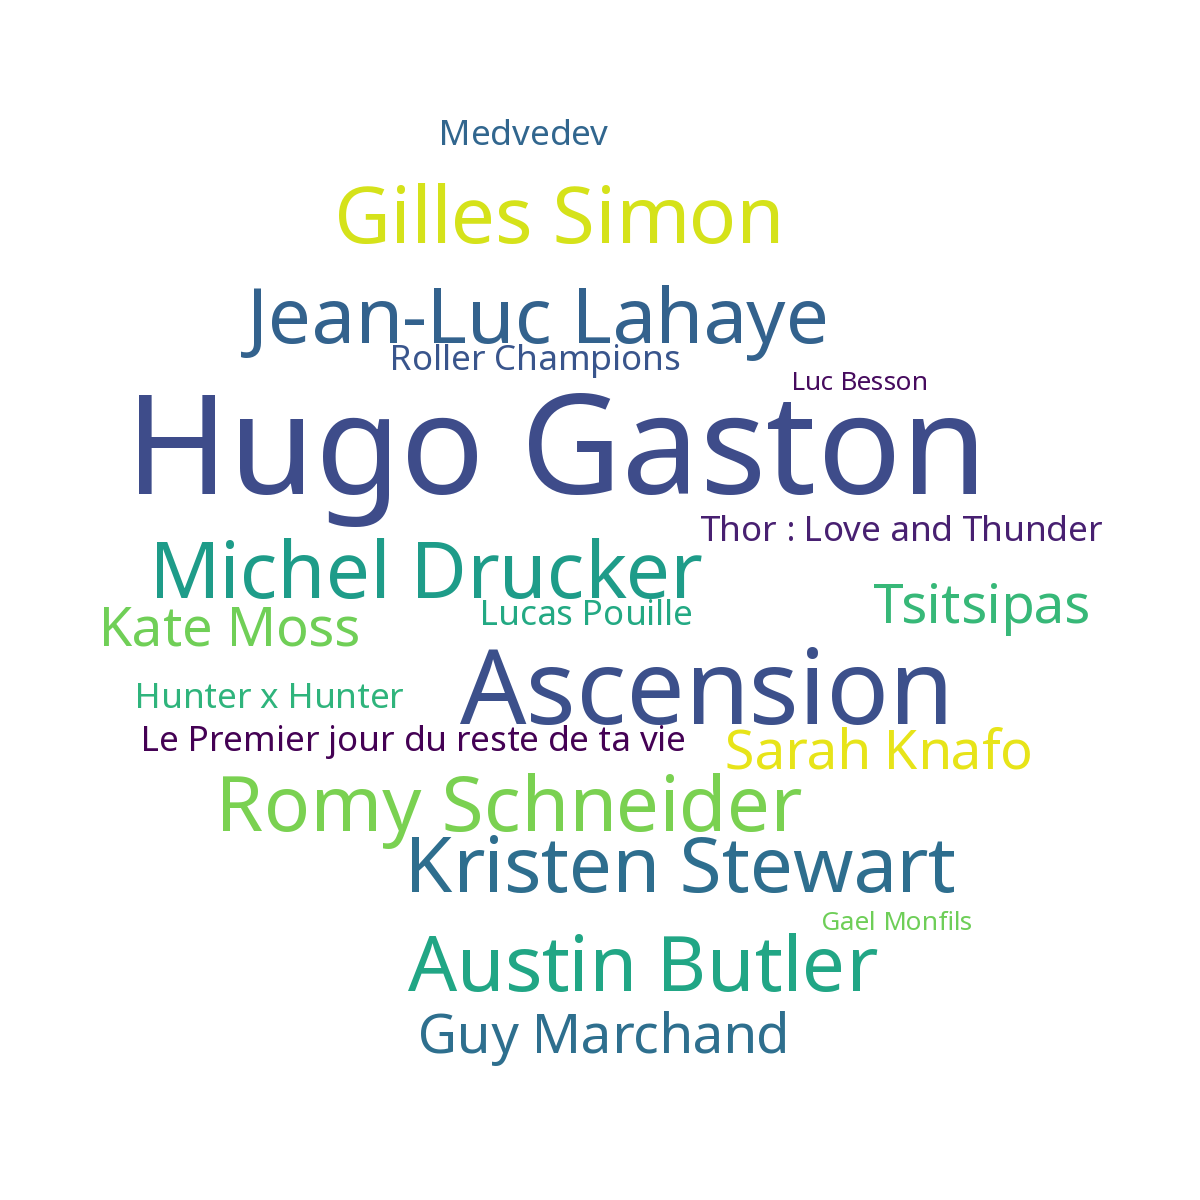 Medvedev
Gilles Simon
Jean-Luc Lahaye
Roller Champions
Luc Besson
Hugo Gaston
Thor : Love and Thunder
Michel Drucker
Tsitsipas
Lucas Pouille
Kate Moss
Ascension
Hunter x Hunter
Le Premier jour du reste de ta vie
Sarah Knafo
Romy Schneider
Kristen Stewart
Gael Monfils
Austin Butler
Guy Marchand